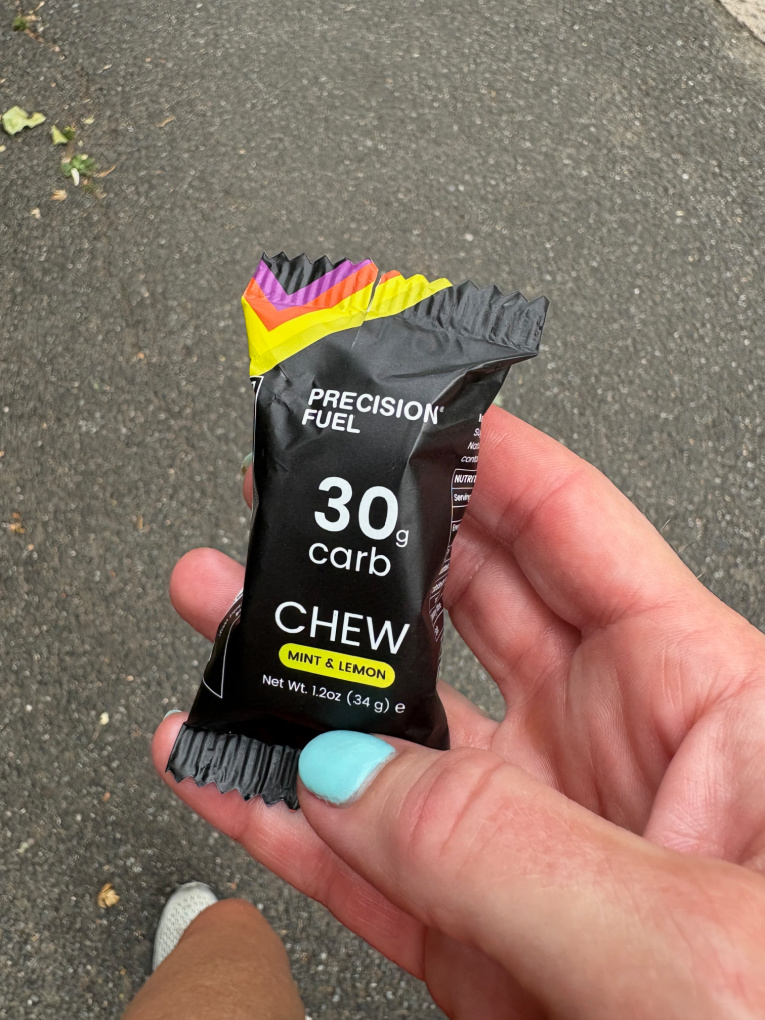 PRECISION®
FUEL
30g
carb
CHEW
MINT & LEMON
Net Wt. 1.2oz (34 g) e